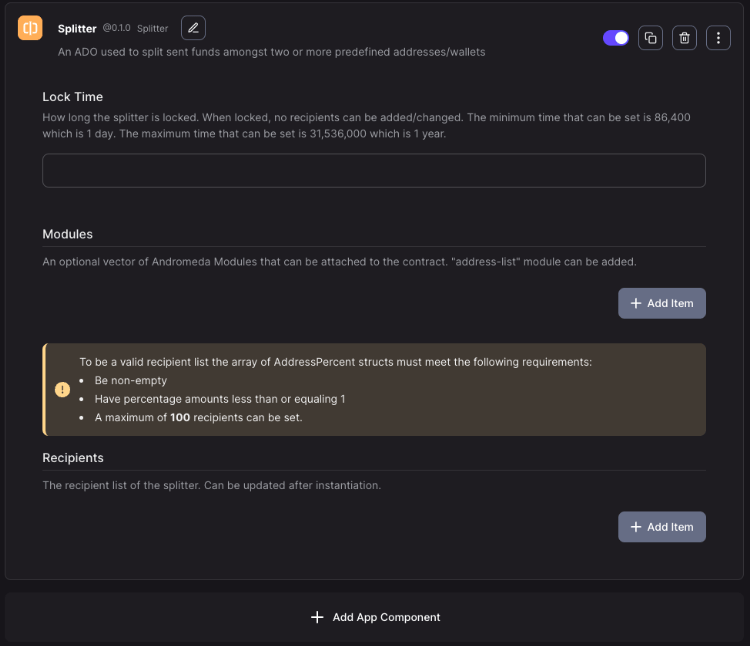 Splitter @0.1.0 Splitter
An ADO used to split sent funds amongst two or more predefined addresses/wallets
Lock Time
How long the splitter is locked. When locked, no recipients can be added/changed. The minimum time that can be set is 86,400
which is 1 day. The maximum time that can be set is 31,536,000 which is 1 year.
Modules
An optional vector of Andromeda Modules that can be attached to the contract. "address-list" module can be added.
+ Add Item
To be a valid recipient list the array of AddressPercent structs must meet the following requirements:
• Be non-empty
• Have percentage amounts less than or equaling 1
• A maximum of 100 recipients can be set.
Recipients
The recipient list of the splitter. Can be updated after instantiation.
+ Add Item
+ Add App Component